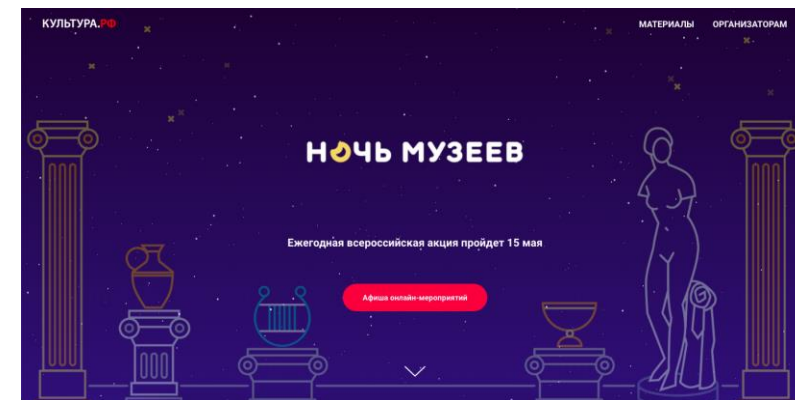 КУЛЬТУРА.РФ
МАТЕРИАЛЫ ОРГАНИЗАТОРАМ
НОЧЬ МУЗЕЕВ
Ежегодная всероссийская акция пройдет 15 мая
Афиша онлайн-мероприятий